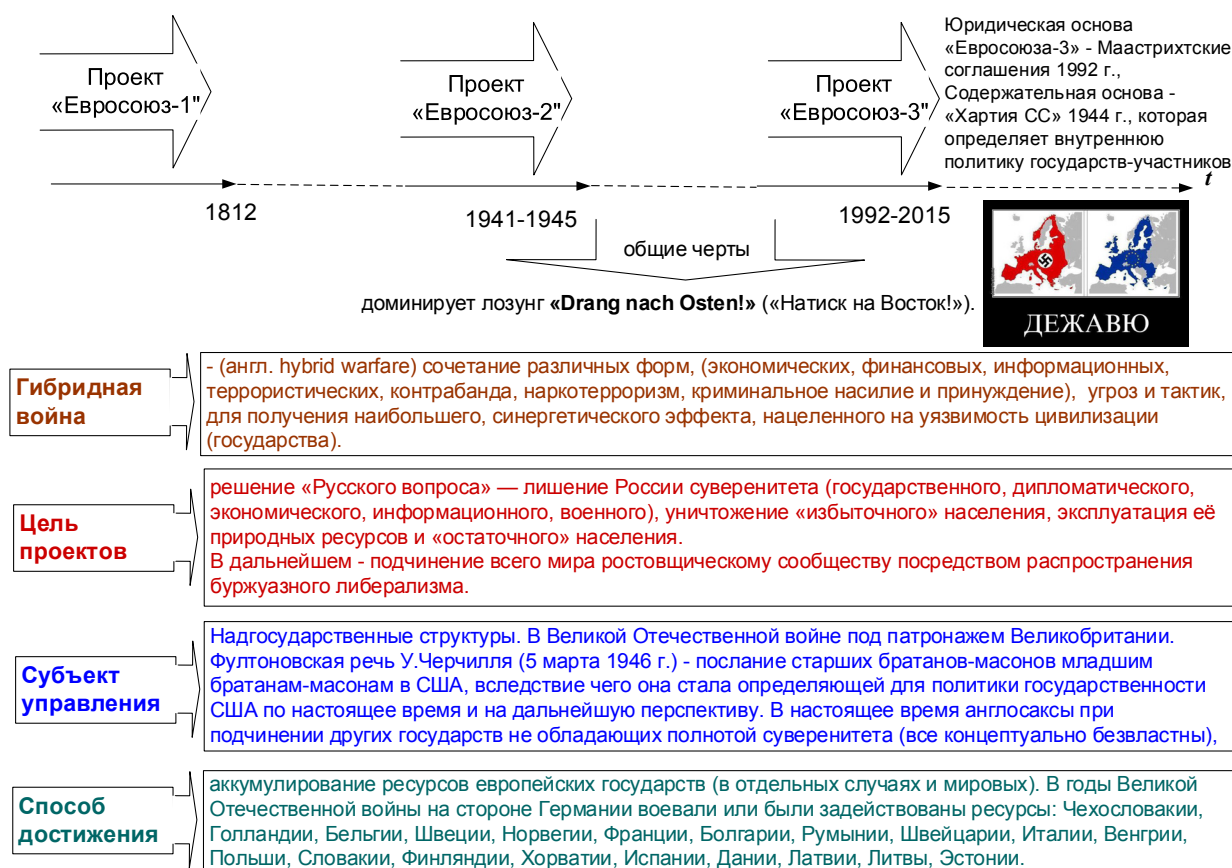 Проект
«Евросоюз-1"
Проект
«Евросоюз-2"
Проект
«Евросоюз-3"
Юридическая основа
«Евросоюза-3» - Маастрихтские
соглашения 1992 г.,
Содержательная основа -
«Хартия СС» 1944 г., которая
определяет внутреннюю
политику государств-участников
t
1812
1941-1945
1992-2015
общие черты
доминирует лозунг «Drang nach Osten!» («Натиск на Восток!»).
ДЕЖАВЮ
Гибридная
война
- (англ. hybrid warfare) сочетание различных форм, (экономических, финансовых, информационных,
террористических, контрабанда, наркотерроризм, криминальное насилие и принуждение), угроз и тактик,
для получения наибольшего, синергетического эффекта, нацеленного на уязвимость цивилизации
(государства).
Цель
проектов
решение «Русского вопроса» — лишение России суверенитета (государственного, дипломатического,
экономического, информационного, военного), уничтожение «избыточного» населения, эксплуатация её
природных ресурсов и «остаточного» населения.
В дальнейшем - подчинение всего мира ростовщическому сообществу посредством распространения
буржуазного либерализма.
Субъект
управления
Надгосударственные структуры. В Великой Отечественной войне под патронажем Великобритании.
Фултоновская речь У.Черчилля (5 марта 1946 г.) - послание старших братанов-масонов младшим
братанам-масонам в США, вследствие чего она стала определяющей для политики государственности
США по настоящее время и на дальнейшую перспективу. В настоящее время англосаксы при
подчинении других государств не обладающих полнотой суверенитета (все концептуально безвластны),
Способ
достижения
аккумулирование ресурсов европейских государств (в отдельных случаях и мировых). В годы Великой
Отечественной войны на стороне Германии воевали или были задействованы ресурсы: Чехословакии,
Голландии, Бельгии, Швеции, Норвегии, Франции, Болгарии, Румынии, Швейцарии, Италии, Венгрии,
Польши, Словакии, Финляндии, Хорватии, Испании, Дании, Латвии, Литвы, Эстонии.